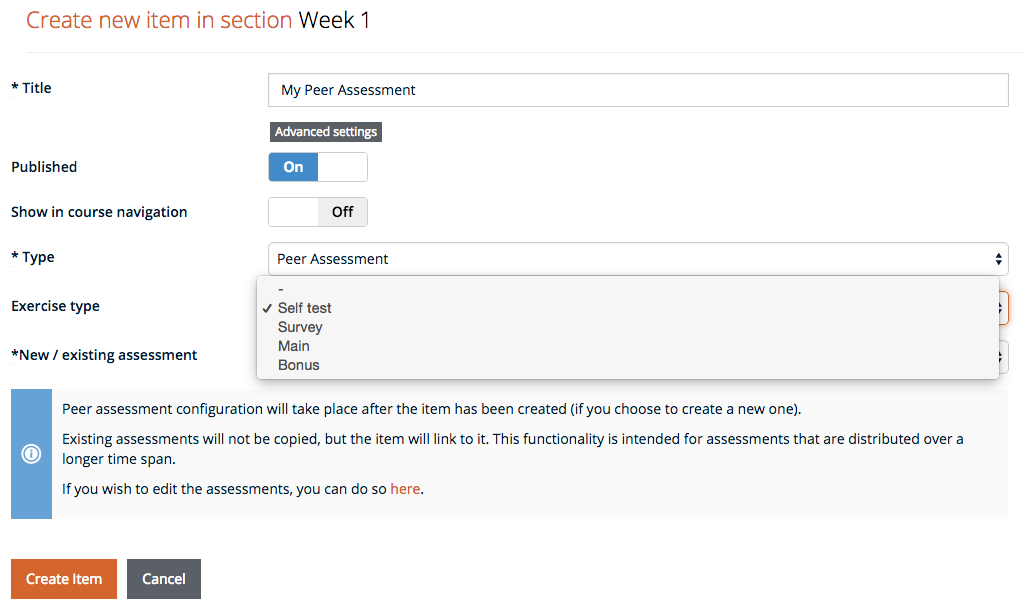 Create new item in section Week 1
* Title
My Peer Assessment
Advanced settings
Published
On
Show in course navigation
Off
* Type
Peer Assessment
Exercise type
-
✓ Self test
Survey
Main
Bonus
*New / existing assessment
Peer assessment configuration will take place after the item has been created (if you choose to create a new one).
Existing assessments will not be copied, but the item will link to it. This functionality is intended for assessments that are distributed over a
longer time span.
If you wish to edit the assessments, you can do so here.
Create Item
Cancel